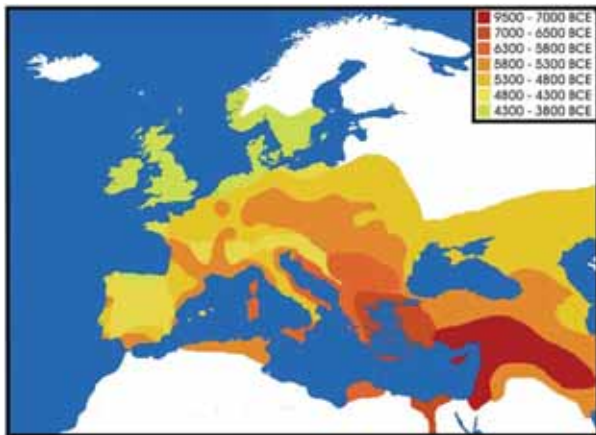 9500 - 7000 BCE
7000 - 6500 BCE
6300 - 5800 BCE
5800 - 5300 BCE
5300 - 4800 BCE
4800 - 4300 BCE
4300 - 3800 BCE